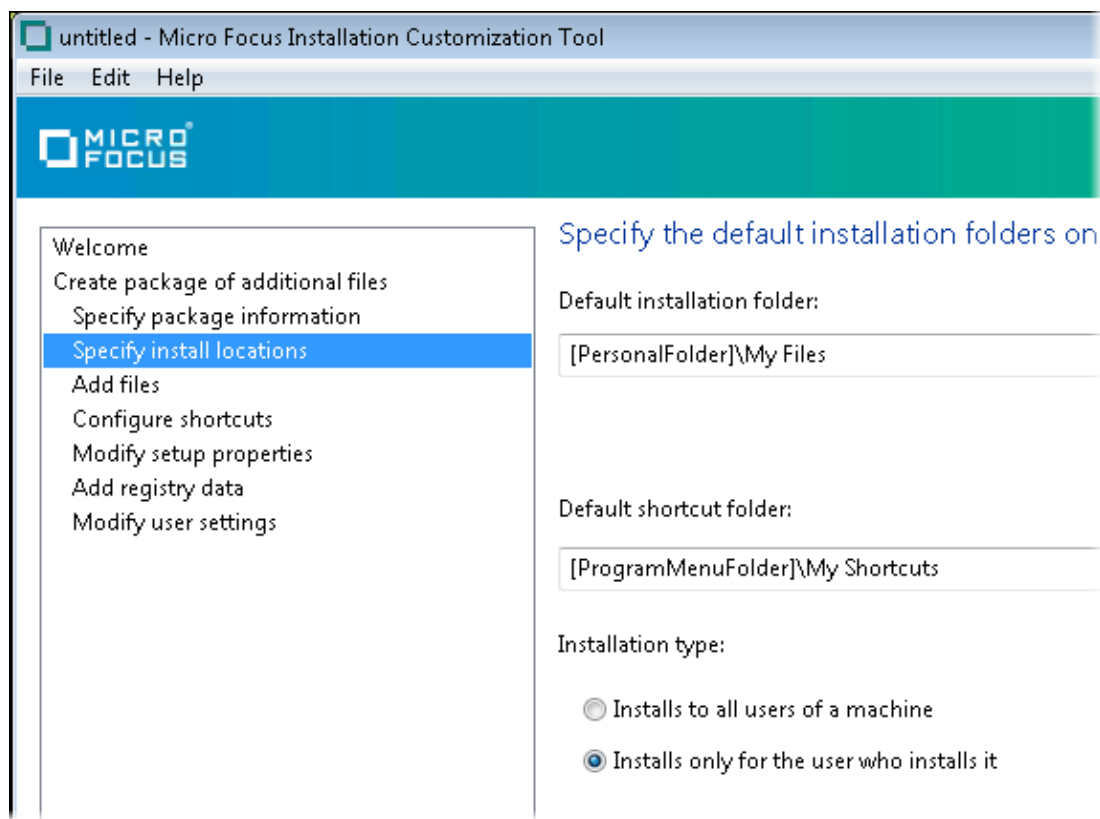 untitled - Micro Focus Installation Customization Tool
File Edit Help
MICRO
FOCUS®
Welcome
Create package of additional files
Specify package information
Specify install locations
Add files
Configure shortcuts
Modify setup properties
Add registry data
Modify user settings
Specify the default installation folders on
Default installation folder:
[PersonalFolder]\My Files
Default shortcut folder:
[ProgramMenuFolder]\My Shortcuts
Installation type:
Installs to all users of a machine
Installs only for the user who installs it